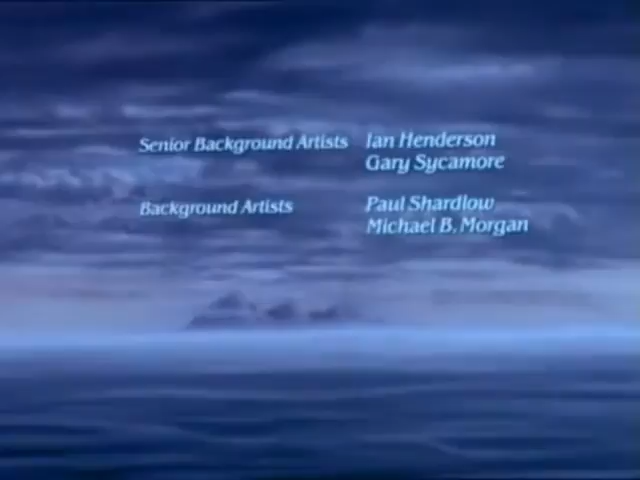 Senior Background Artists Ian Henderson
Gary Sycamore
Background Artists Paul Shardlow
Michael B. Morgan